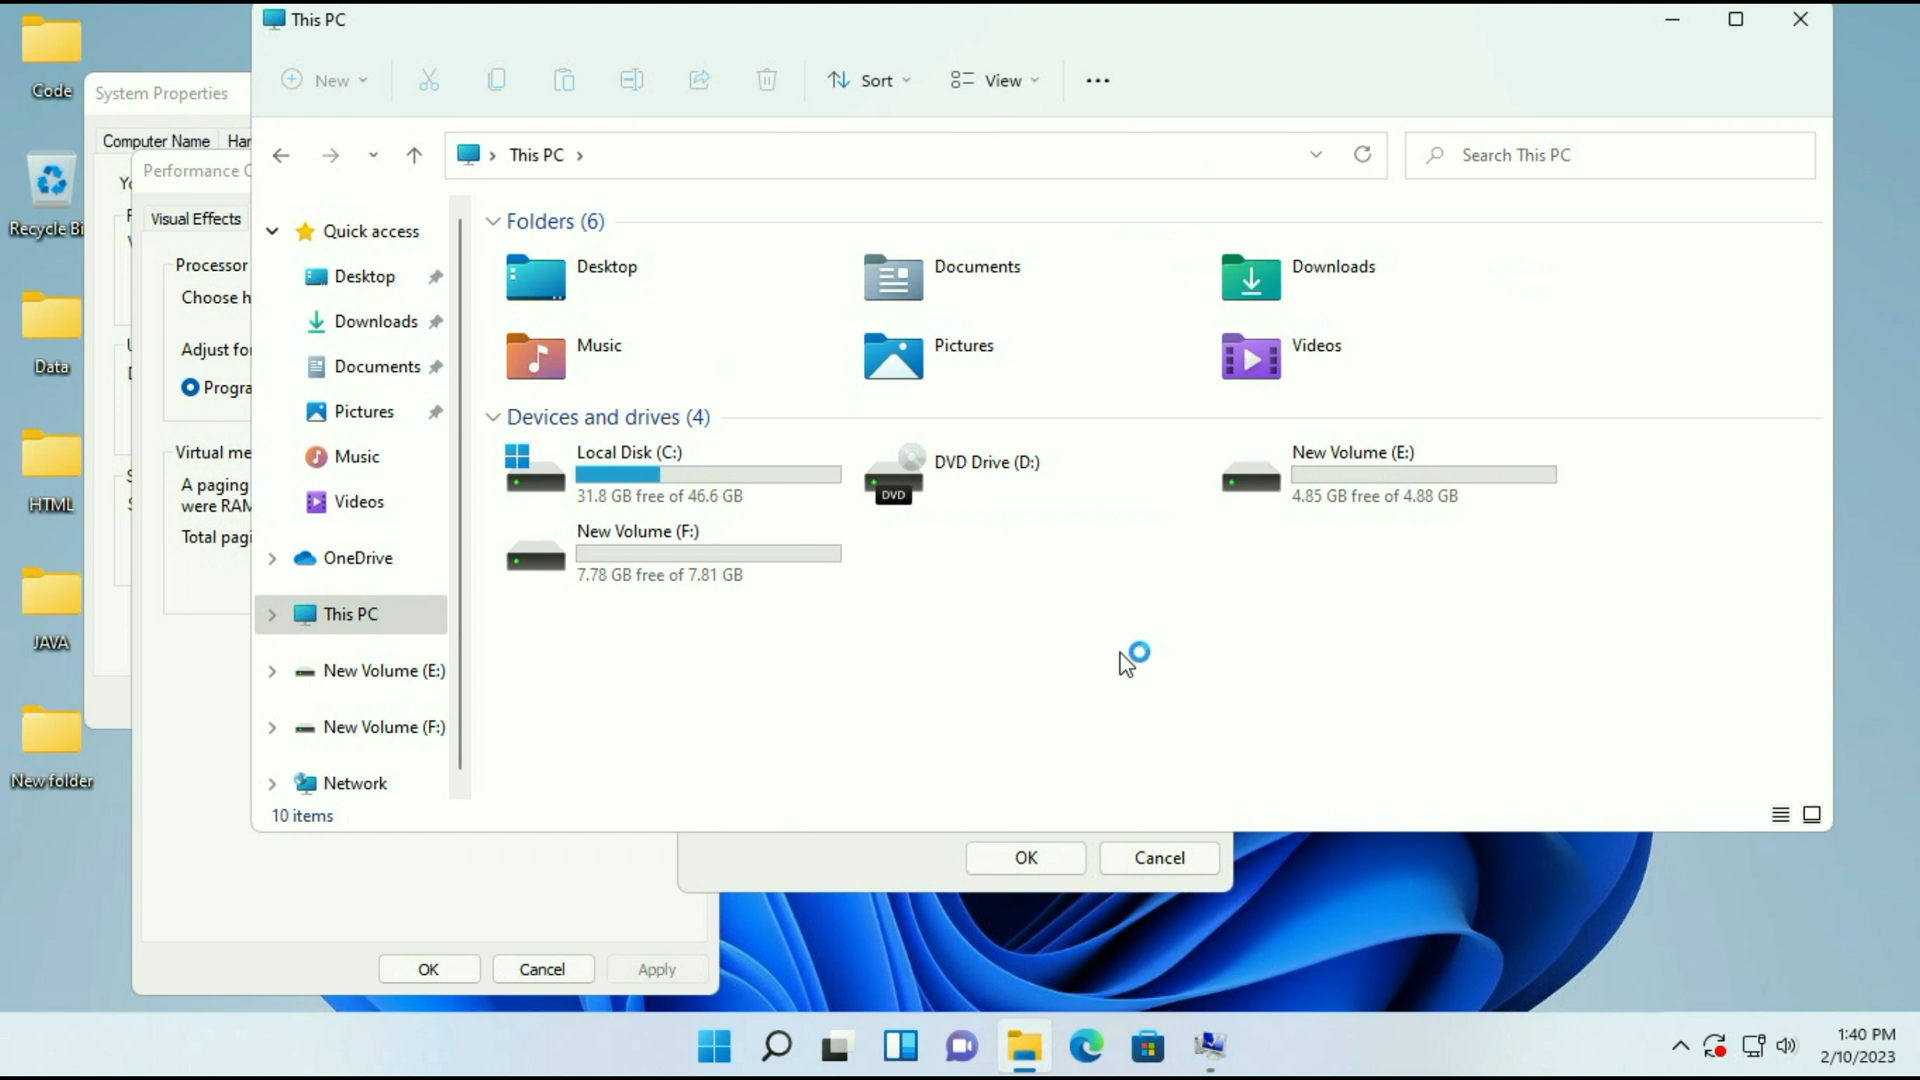 This PC
New
Sort
View
This PC
Search This PC
Code
Recycle Bi
Data
HTML
JAVA
New folder
System Properties
Computer Name
Har
Performance O
Visual Effects
Processor
Choose h
Adjust for
Progra
Virtual me
A paging
were RAM
Total pagi
Quick access
Desktop
Downloads
Documents
Pictures
Music
Videos
OneDrive
This PC
New Volume (E:)
New Volume (F:)
Network
10 items
Folders (6)
Desktop
Documents
Downloads
Music
Pictures
Videos
Devices and drives (4)
Local Disk (C:)
31.8 GB free of 46.6 GB
DVD Drive (D:)
DVD
New Volume (E:)
4.85 GB free of 4.88 GB
New Volume (F:)
7.78 GB free of 7.81 GB
OK
Cancel
OK
Cancel
Apply
1:40 PM
2/10/2023